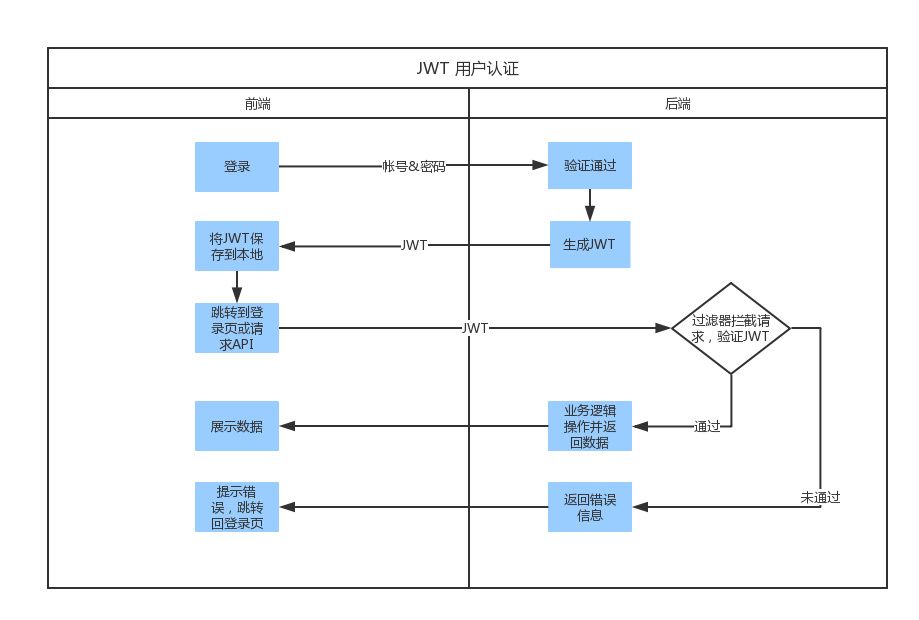 JWT 用户认证
前端
后端
登录
帐号&密码
验证通过
将JWT保
存到本地
JWT
生成JWT
跳转到登
录页或请
求API
JWT
过滤器拦截请
求，验证JWT
展示数据
业务逻辑
操作并返
回数据
通过
提示错
误，跳转
回登录页
返回错误
信息
未通过